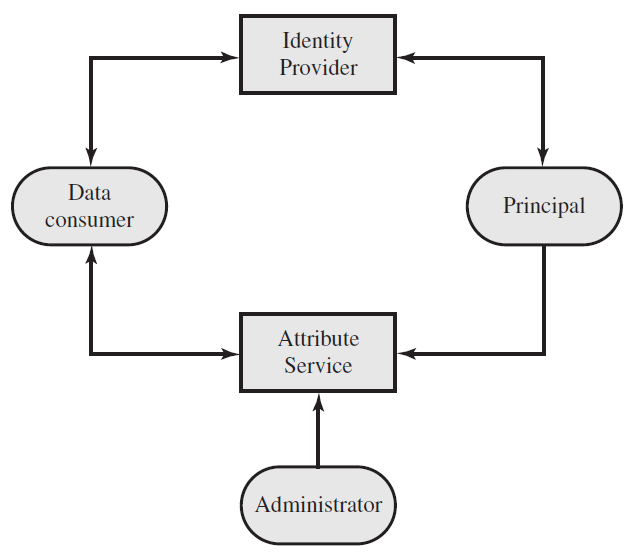 Identity
Provider
Data
consumer
Principal
Attribute
Service
Administrator